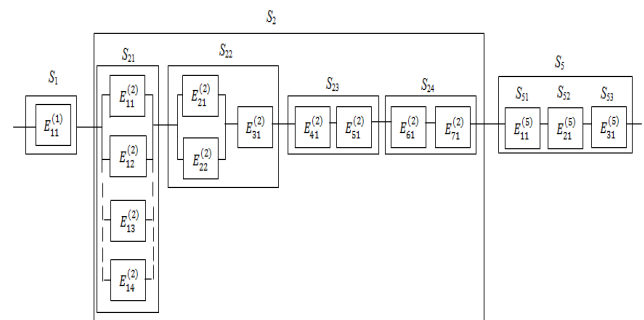 S₂
S₁
S₂₁
S₂₂
S₂₃
S₂₄
S₅
S₅₁ S₅₂ S₅₃
E₁₁⁽¹⁾
E₁₁⁽²⁾
E₁₂⁽²⁾
E₁₃⁽²⁾
E₁₄⁽²⁾
E₂₁⁽²⁾
E₂₂⁽²⁾
E₃₁⁽²⁾
E₄₁⁽²⁾ E₅₁⁽²⁾
E₆₁⁽²⁾ E₇₁⁽²⁾
E₁₁⁽⁵⁾ E₂₁⁽⁵⁾ E₃₁⁽⁵⁾